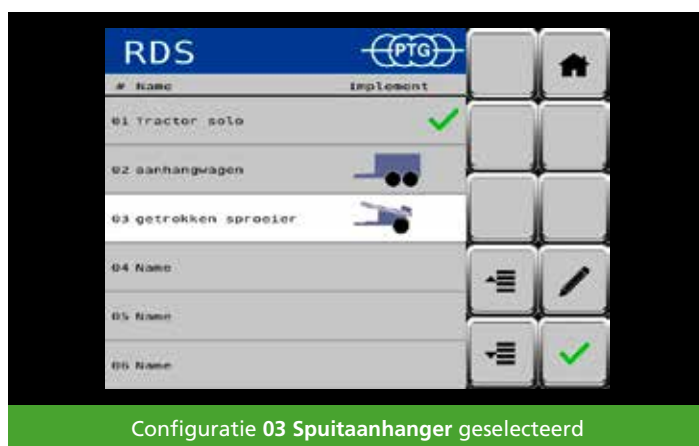 RDS
PTG
# Name Implement
01 Tractor solo
02 aanhangwagen
03 getrokken sproeier
04 Name
05 Name
06 Name
Configuratie 03 Spuitaanhanger geselecteerd